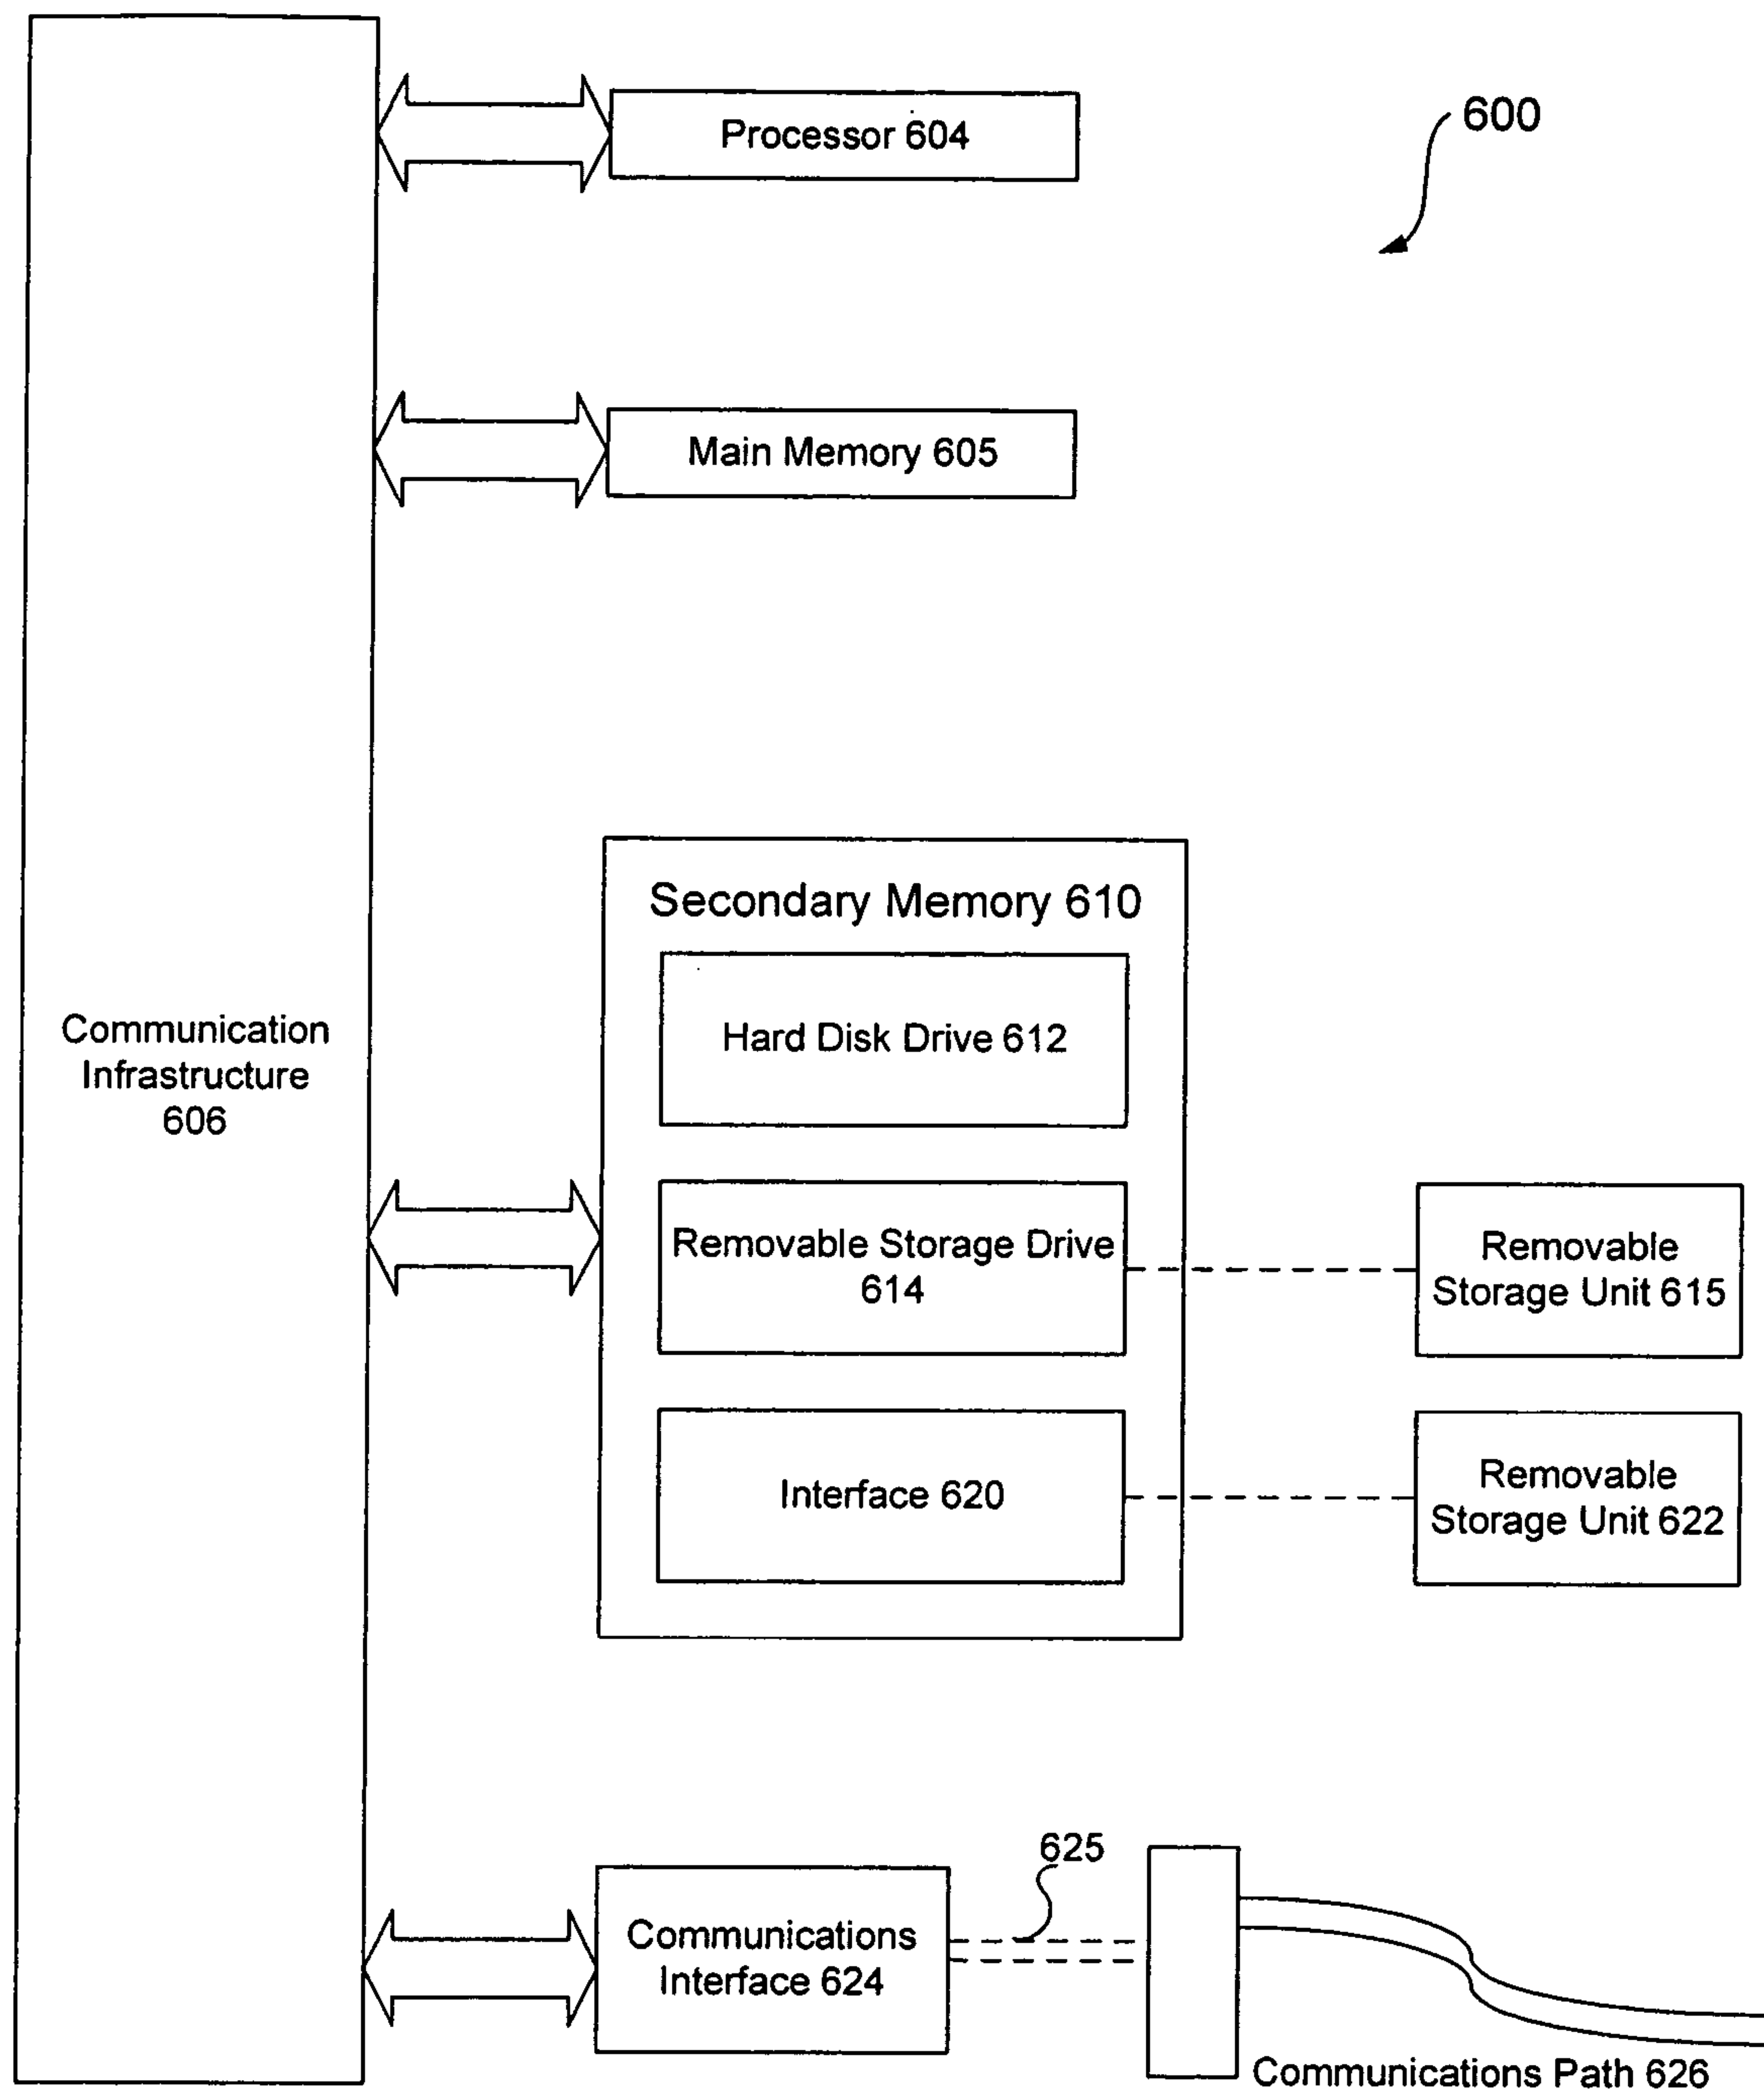 600
Processor 604
Main Memory 605
Communication
Infrastructure
606
Secondary Memory 610
Hard Disk Drive 612
Removable Storage Drive
614
Removable
Storage Unit 615
Interface 620
Removable
Storage Unit 622
625
Communications
Interface 624
Communications Path 626